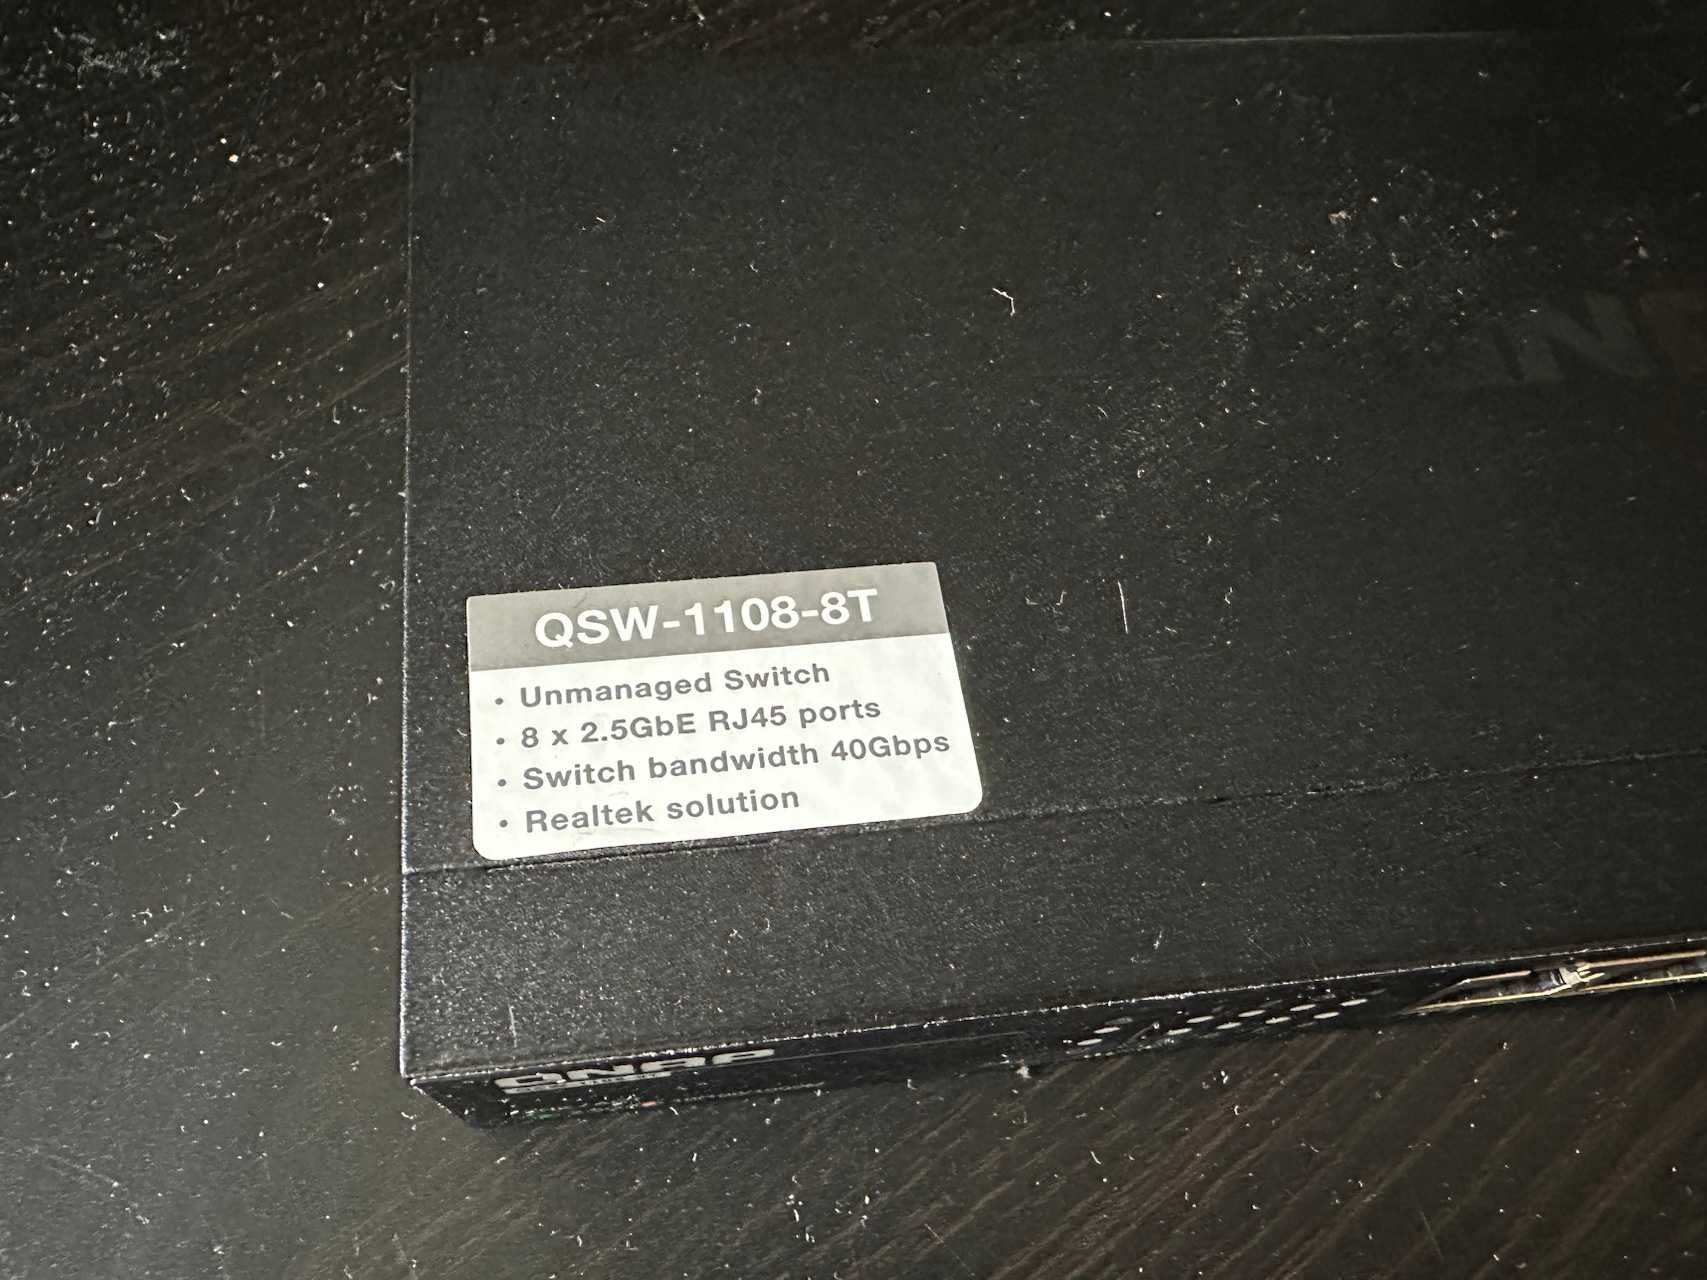 QSW-1108-8T
• Unmanaged Switch
• 8 x 2.5GbE RJ45 ports
• Switch bandwidth 40Gbps
• Realtek solution
QNAP